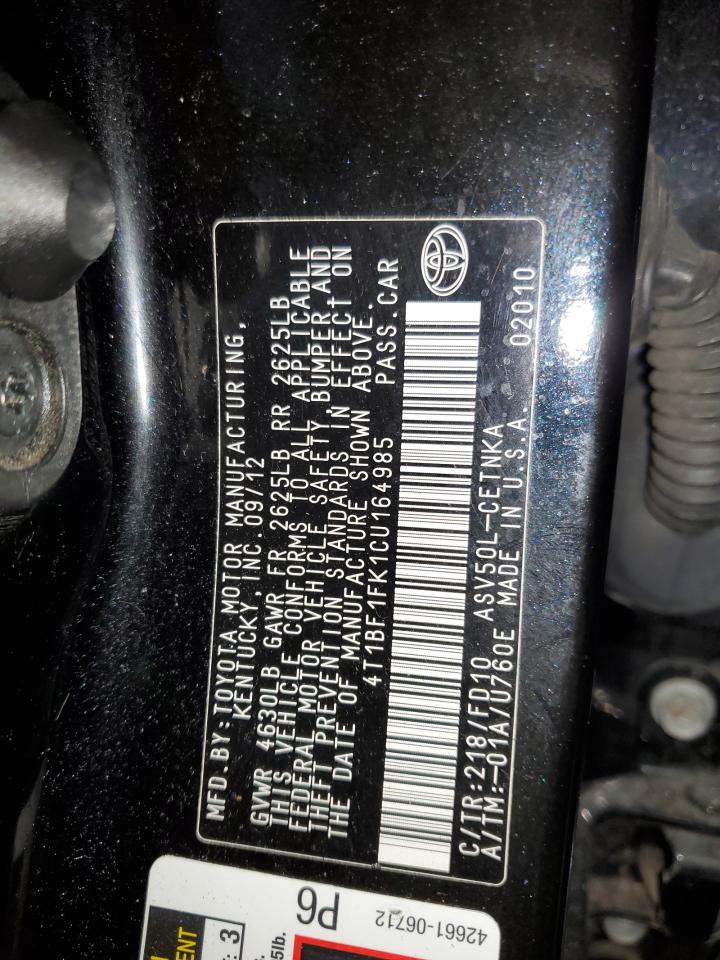 MFD.BY:TOYOTA MOTOR MANUFACTURING,
KENTUCKY, INC.09/12
GVWR 4630LB GAWR FR 2625LB RR 2625LB
THIS VEHICLE CONFORMS TO ALL APPLICABLE
FEDERAL MOTOR VEHICLE SAFETY, BUMPER,AND
THEFT PREVENTION STANDARDS IN EFFECT ON
THE DATE OF MANUFACTURE SHOWN ABOVE.
4T1BF1FK1CU164985 PASS.CAR
C/TR:218/FD10 ASV50L-CETNKA 02010
A/TM:-01A/U760E MADE IN U.S.A.
P6
42661-06712
3
5lb.